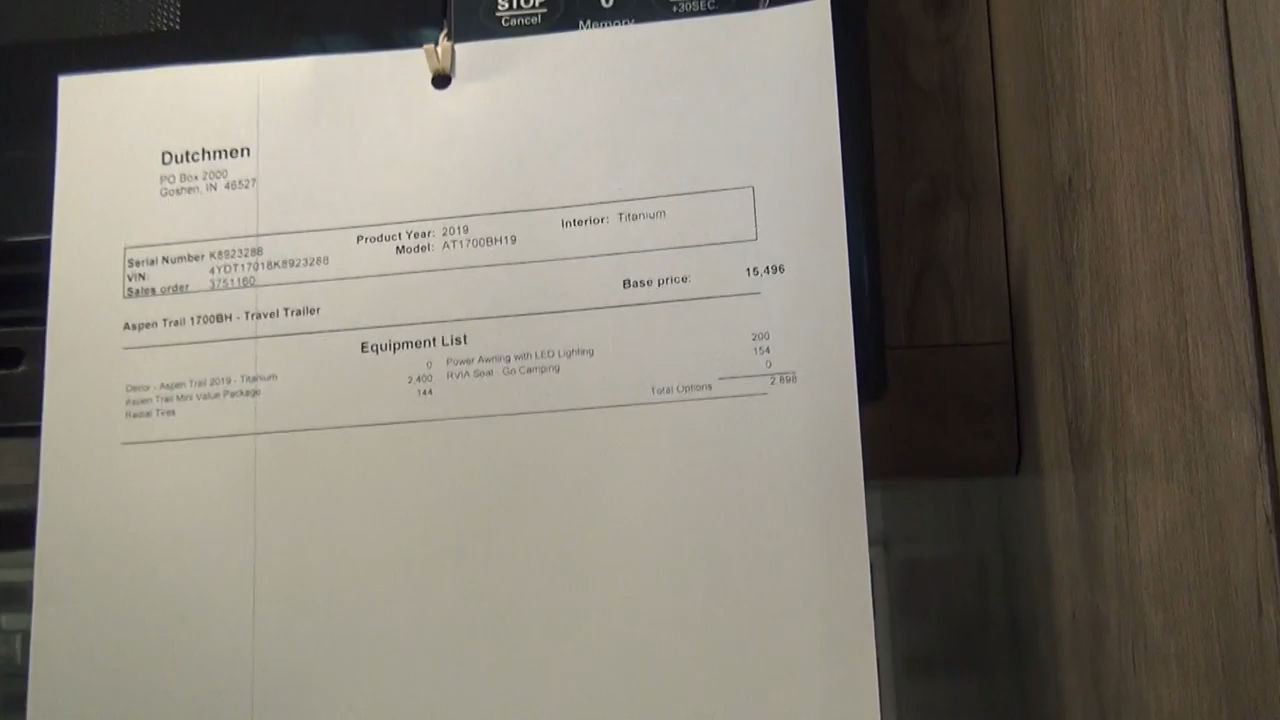 STOP
Cancel
0
Memory
+30SEC.
Dutchmen
PO Box 2000
Goshen, IN 46527
Serial Number K8923288
Product Year: 2019
Interior: Titanium
VIN: 4YDT17018K8923288
Model: AT1700BH19
Sales order 3751160
Aspen Trail 1700BH - Travel Trailer
Base price: 15,496
Equipment List
Decor - Aspen Trail 2019 - Titanium 0 Power Awning with LED Lighting 200
Aspen Trail Mini Value Package 2,400 RVIA Seal Go Camping 154
Radial Tires 144 0
Total Options 2,898